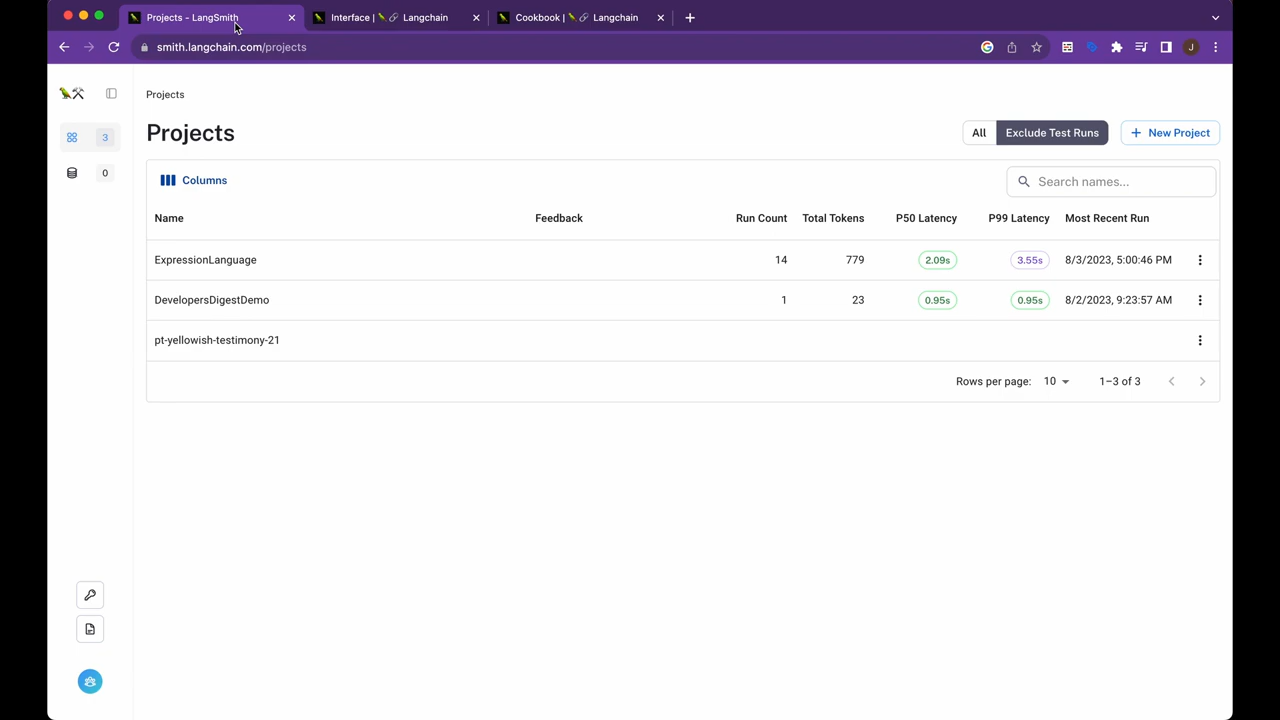 Projects - LangSmith
Interface | 🦜🔗 Langchain
Cookbook | 🦜🔗 Langchain
smith.langchain.com/projects
J
Projects
3
Projects
All
Exclude Test Runs
+ New Project
0
Columns
Search names...
Name Feedback Run Count Total Tokens P50 Latency P99 Latency Most Recent Run
ExpressionLanguage 14 779 2.09s 3.55s 8/3/2023, 5:00:46 PM
DevelopersDigestDemo 1 23 0.95s 0.95s 8/2/2023, 9:23:57 AM
pt-yellowish-testimony-21
Rows per page: 10 1–3 of 3